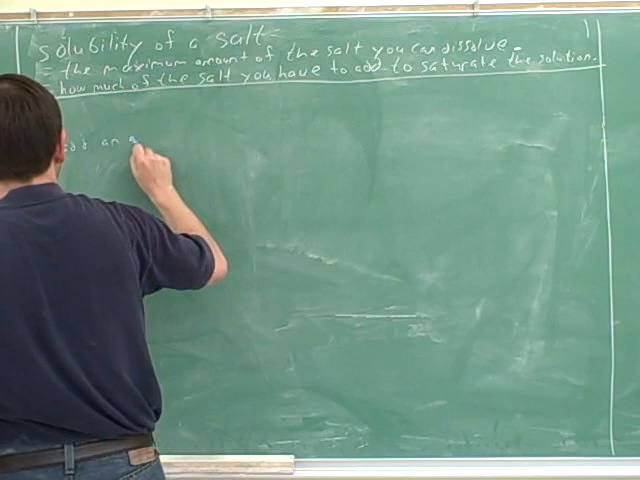 solubility of a salt-
= the maximum amount of the salt you can dissolve.
= how much of the salt you have to add to saturate the solution.
an